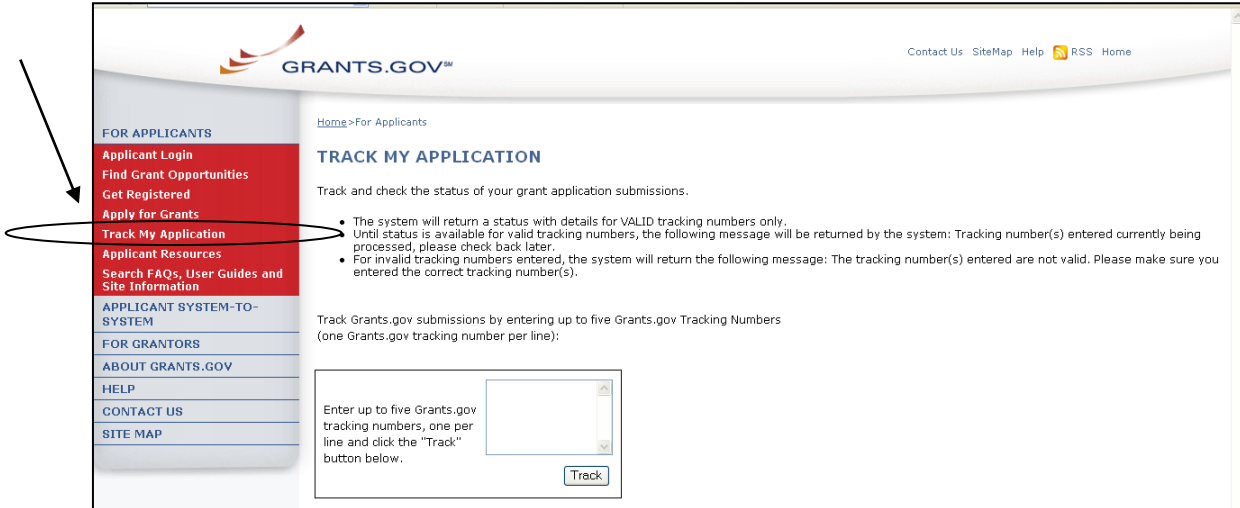 GRANTS.GOV℠
Contact Us SiteMap Help RSS Home
FOR APPLICANTS
Applicant Login
Find Grant Opportunities
Get Registered
Apply for Grants
Track My Application
Applicant Resources
Search FAQs, User Guides and
Site Information
APPLICANT SYSTEM-TO-
SYSTEM
FOR GRANTORS
ABOUT GRANTS.GOV
HELP
CONTACT US
SITE MAP
Home>For Applicants
TRACK MY APPLICATION
Track and check the status of your grant application submissions.
• The system will return a status with details for VALID tracking numbers only.
• Until status is available for valid tracking numbers, the following message will be returned by the system: Tracking number(s) entered currently being
processed, please check back later.
• For invalid tracking numbers entered, the system will return the following message: The tracking number(s) entered are not valid. Please make sure you
entered the correct tracking number(s).
Track Grants.gov submissions by entering up to five Grants.gov Tracking Numbers
(one Grants.gov tracking number per line):
Enter up to five Grants.gov
tracking numbers, one per
line and click the "Track"
button below.
Track